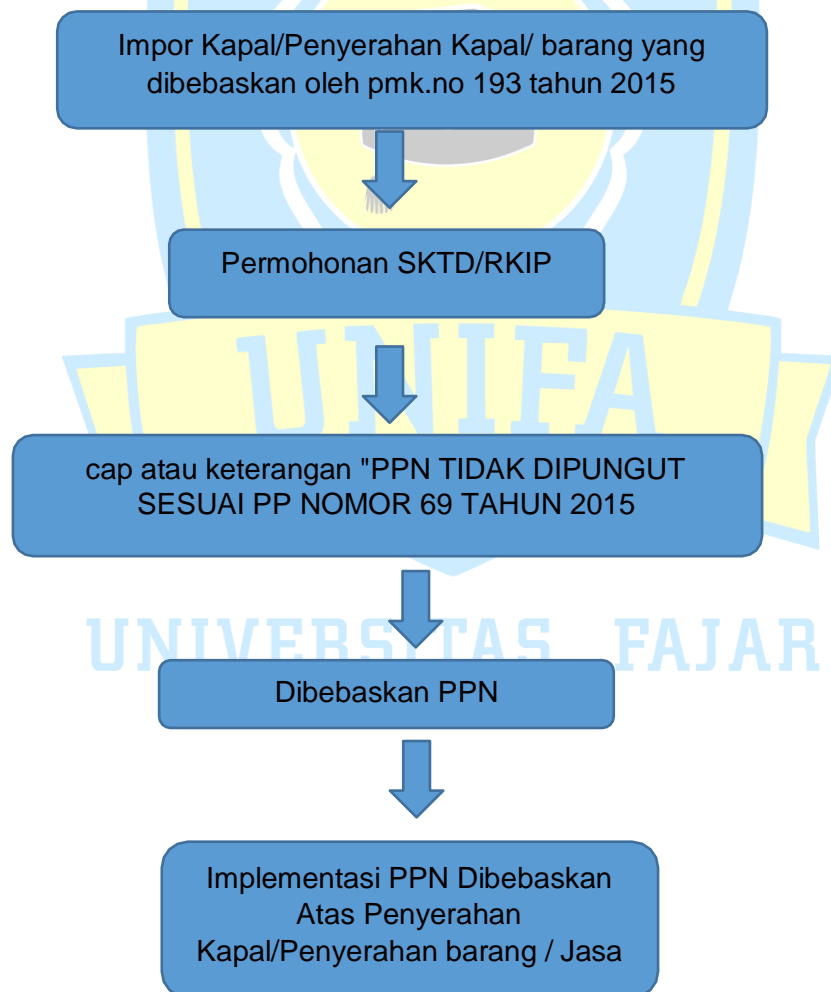 Impor Kapal/Penyerahan Kapal/ barang yang
dibebaskan oleh pmk.no 193 tahun 2015
Permohonan SKTD/RKIP
UNIFA
cap atau keterangan "PPN TIDAK DIPUNGUT
SESUAI PP NOMOR 69 TAHUN 2015
UNIVERSITAS FAJAR
Dibebaskan PPN
Implementasi PPN Dibebaskan
Atas Penyerahan
Kapal/Penyerahan barang / Jasa